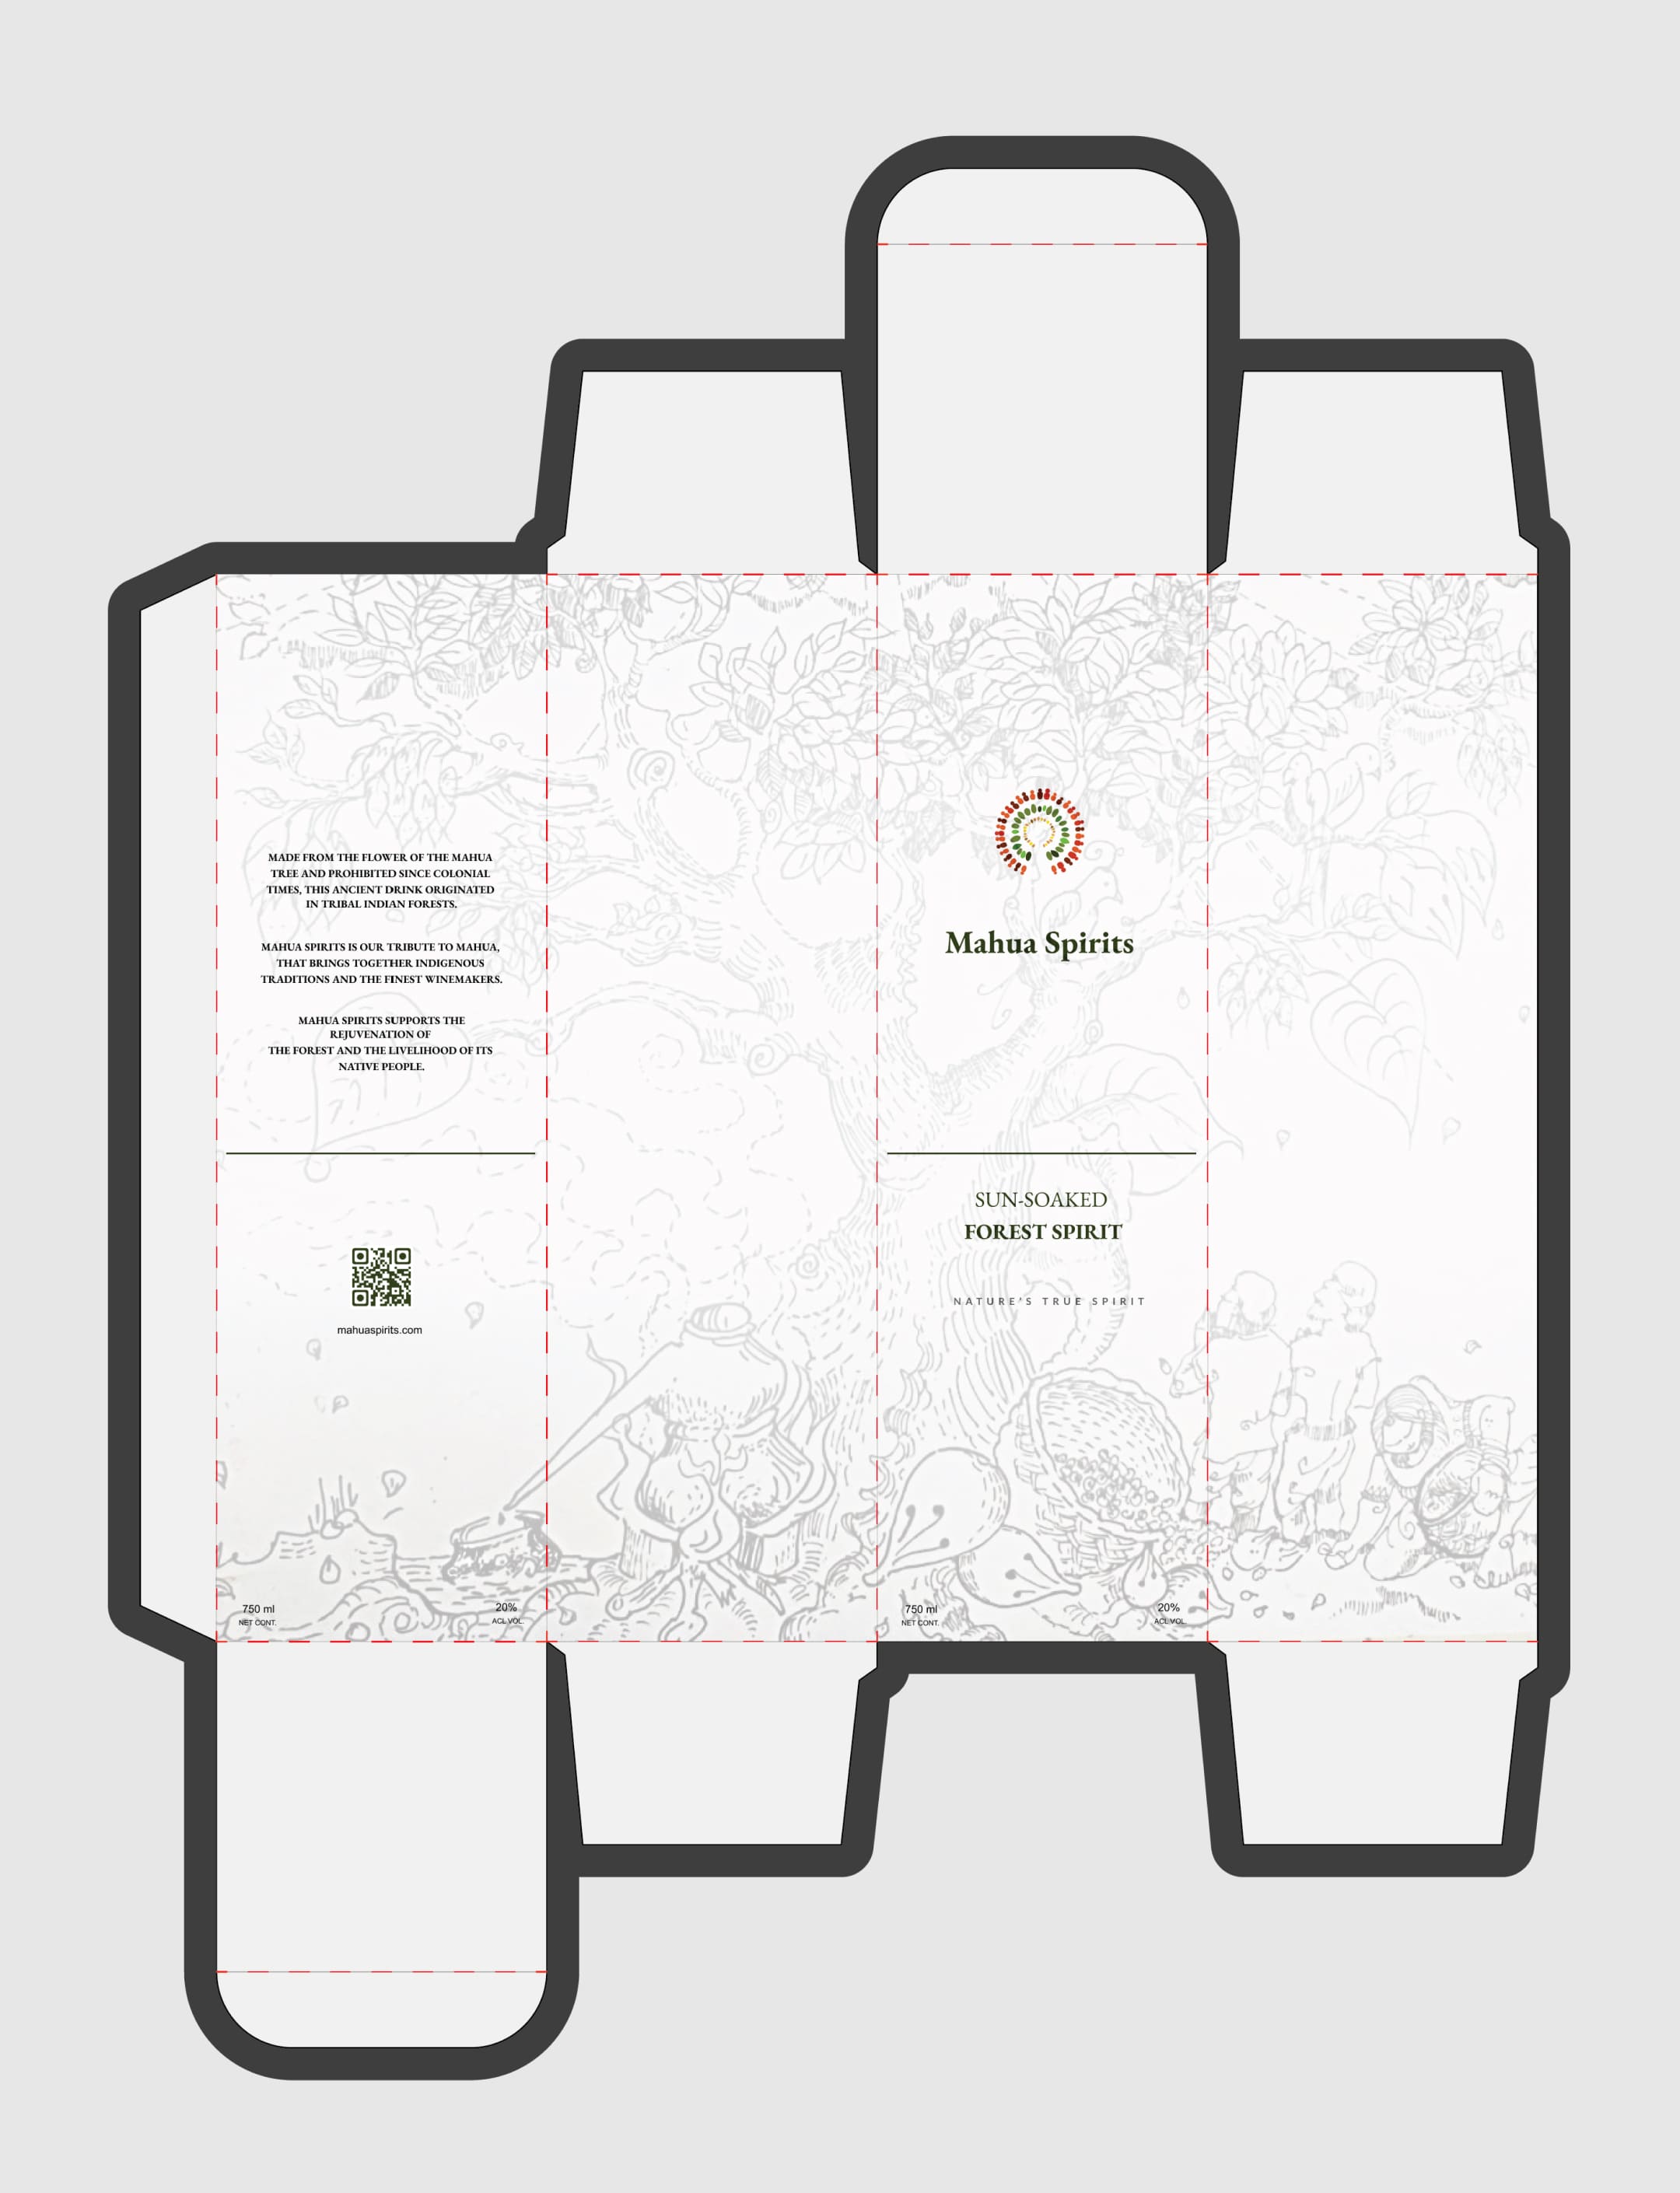 MADE FROM THE FLOWER OF THE MAHUA
TREE AND PROHIBITED SINCE COLONIAL
TIMES, THIS ANCIENT DRINK ORIGINATED
IN TRIBAL INDIAN FORESTS.
MAHUA SPIRITS IS OUR TRIBUTE TO MAHUA,
THAT BRINGS TOGETHER INDIGENOUS
TRADITIONS AND THE FINEST WINEMAKERS.
MAHUA SPIRITS SUPPORTS THE
REJUVENATION OF
THE FOREST AND THE LIVELIHOOD OF ITS
NATIVE PEOPLE.
mahuaspirits.com
750 ml
NET CONT.
20%
ACL VOL.
Mahua Spirits
SUN-SOAKED
FOREST SPIRIT
NATURE'S TRUE SPIRIT
750 ml
NET CONT.
20%
ACL VOL.